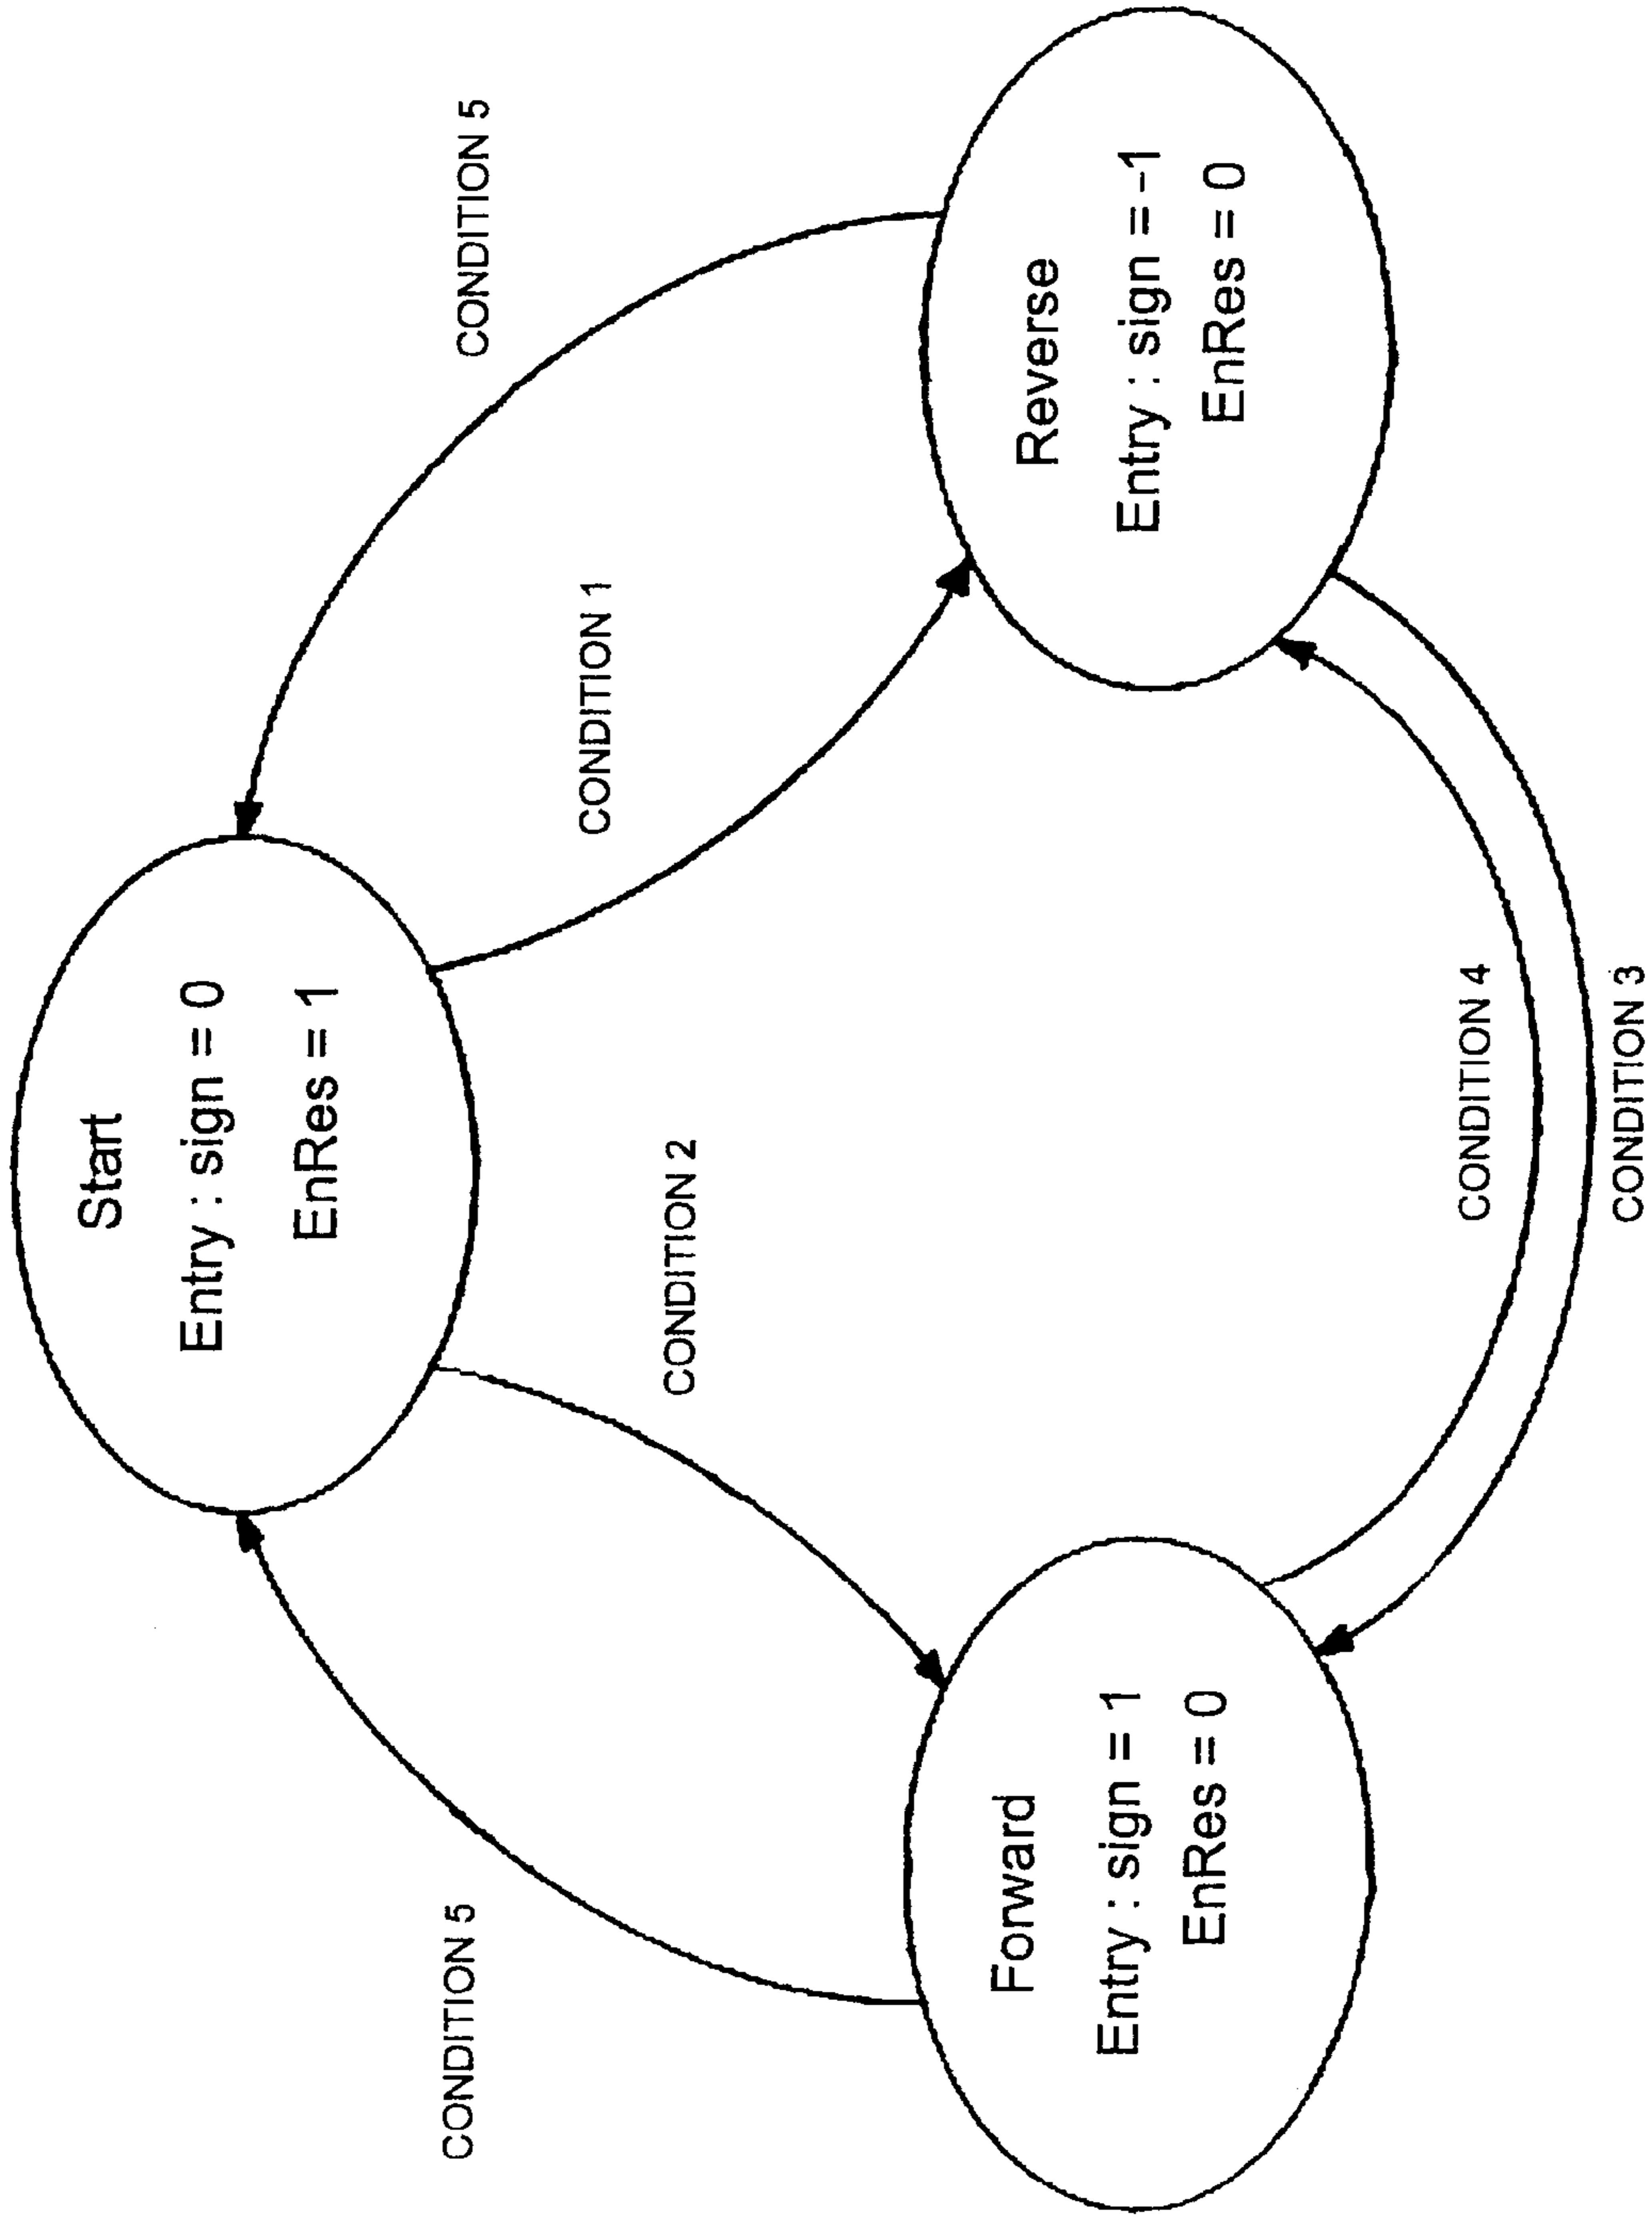 Start
Entry : sign = 0
EnRes = 1
CONDITION 5
CONDITION 5
CONDITION 1
CONDITION 2
Forward
Entry : sign = 1
EnRes = 0
Reverse
Entry : sign = -1
EnRes = 0
CONDITION 4
CONDITION 3